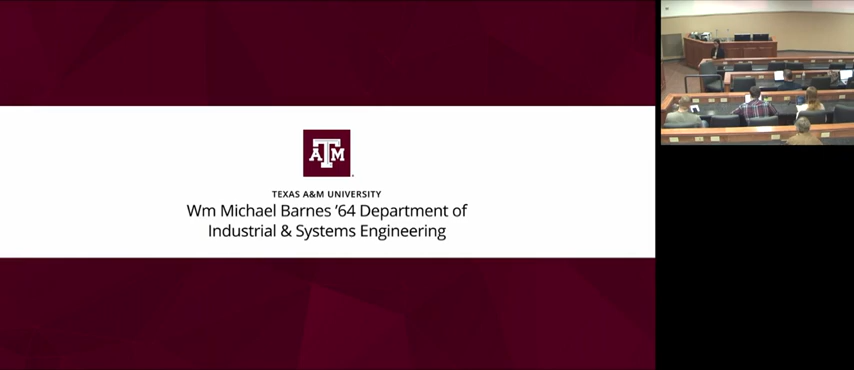 ATM
TEXAS A&M UNIVERSITY
Wm Michael Barnes '64 Department of
Industrial & Systems Engineering